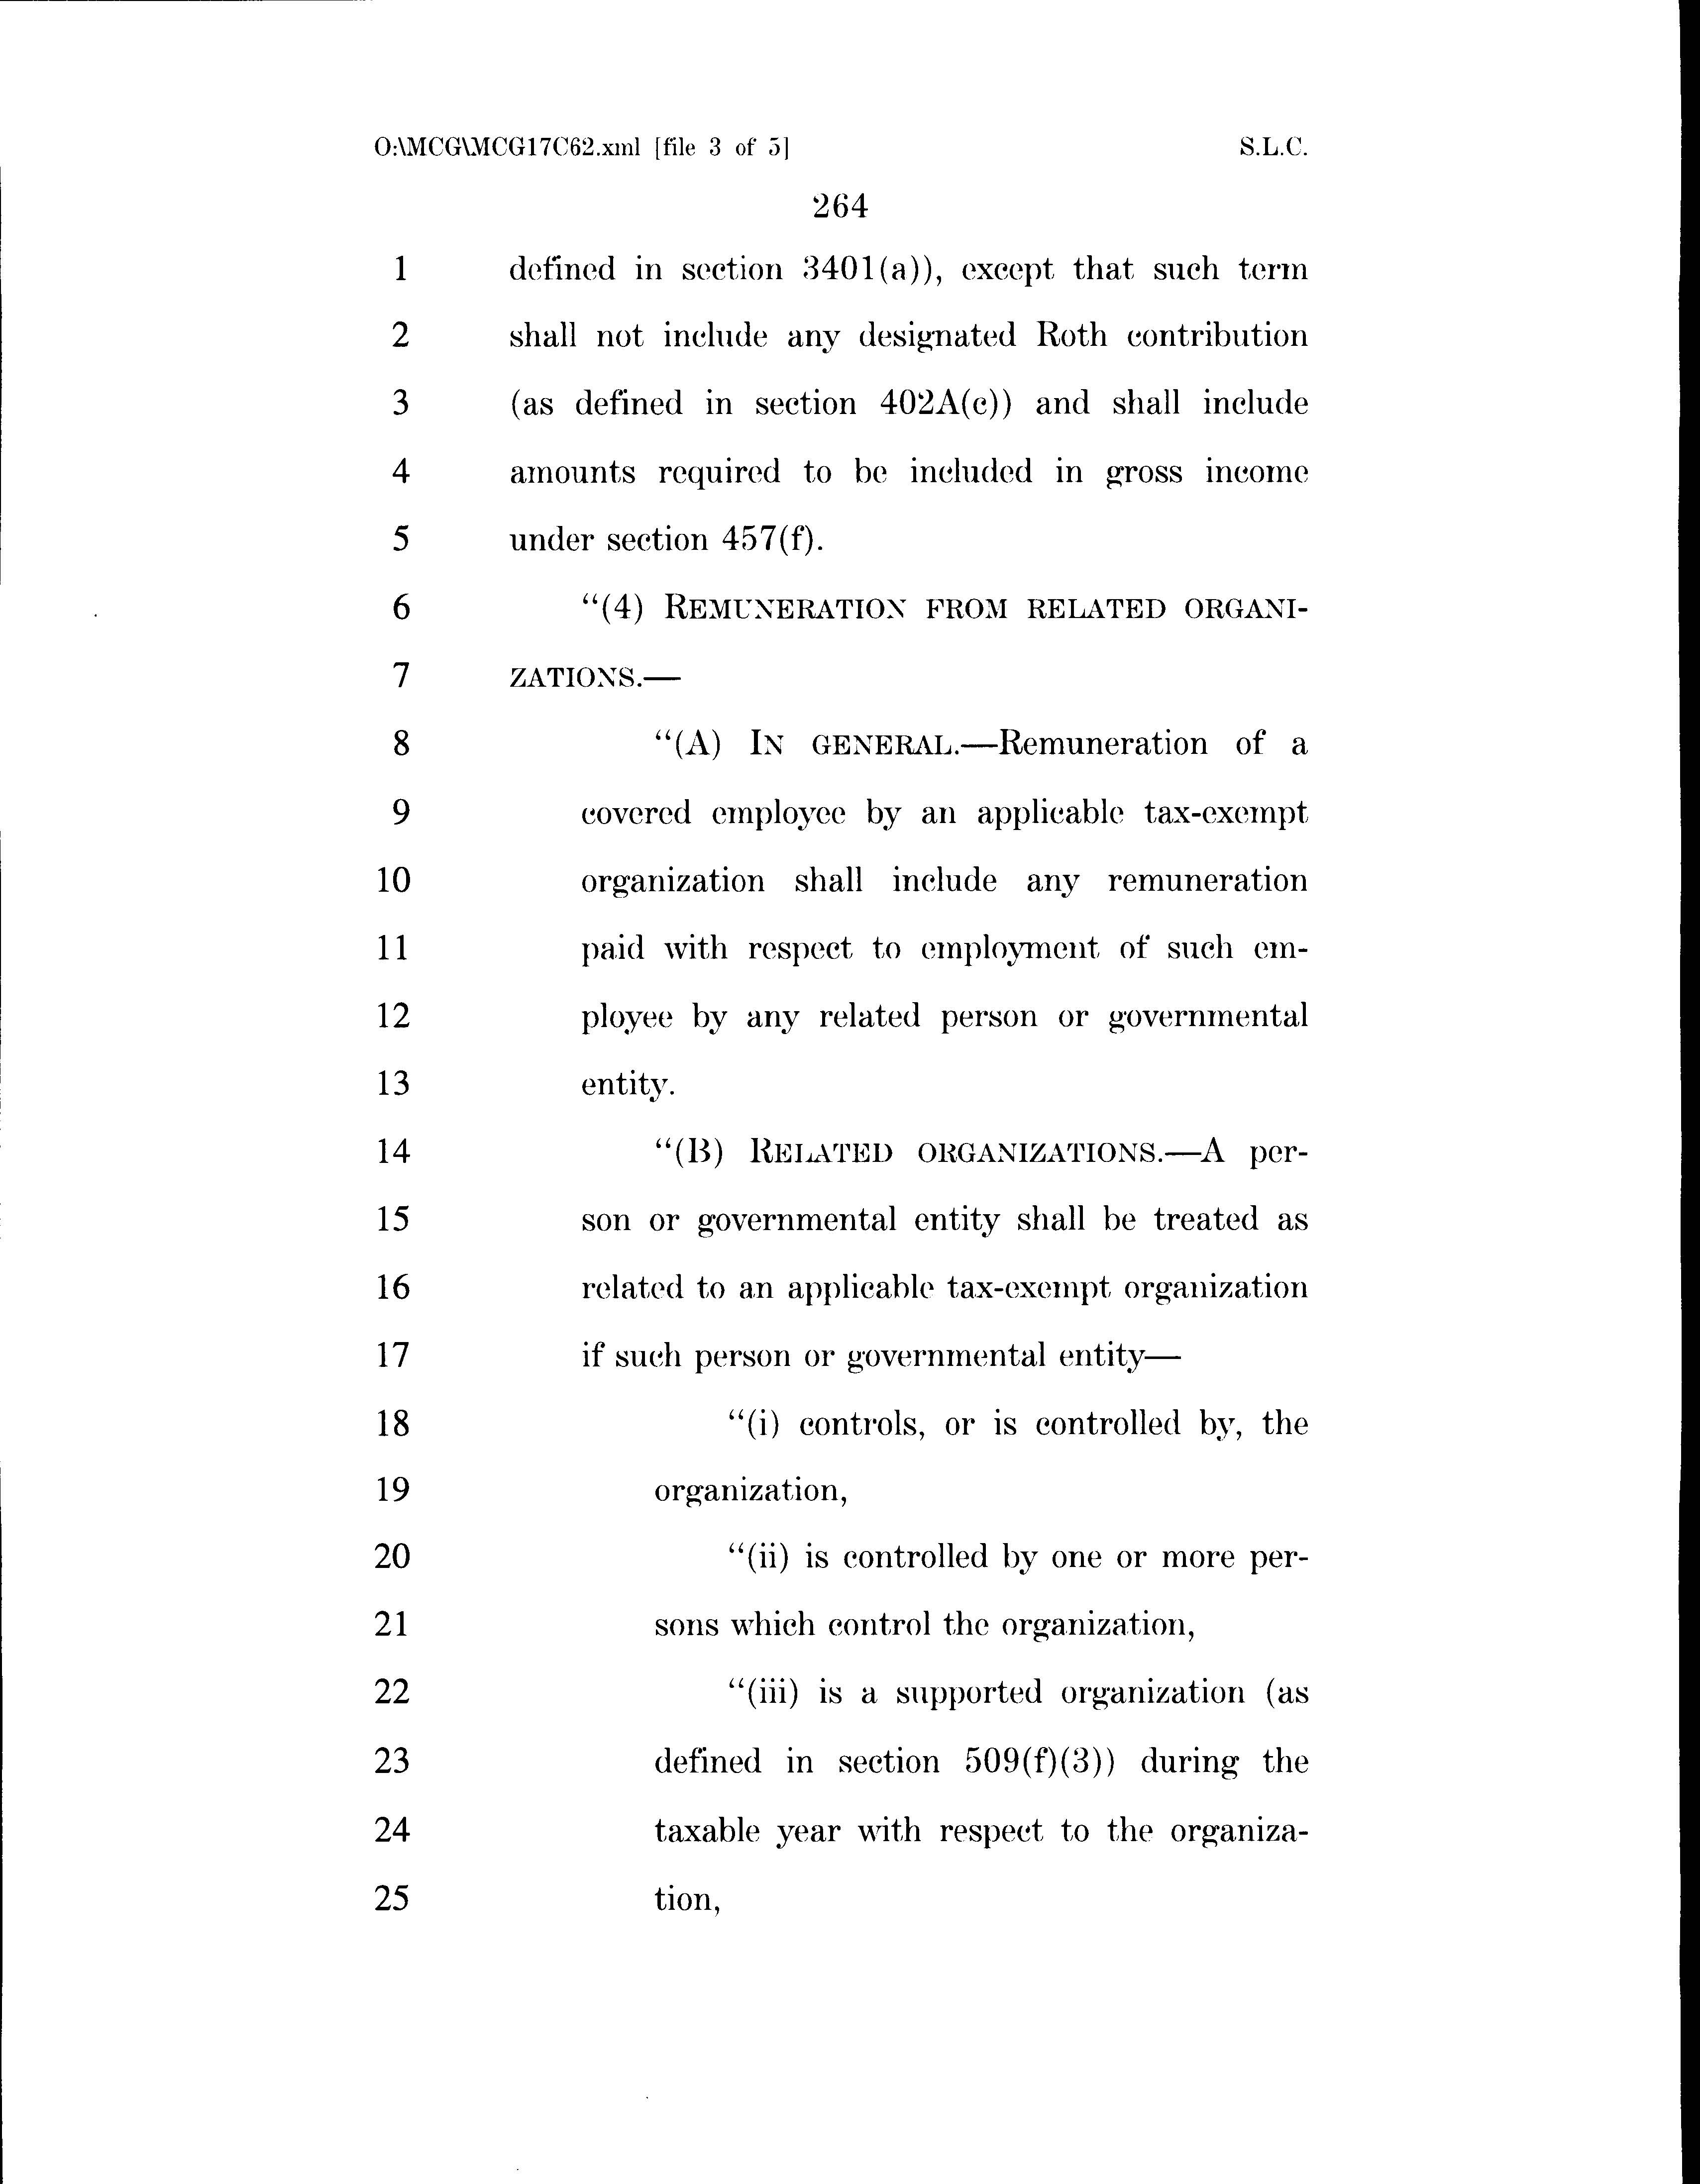 O:\MCG\MCG17C62.xml [file 3 of 5] S.L.C.
264
1 defined in section 3401(a)), except that such term
2 shall not include any designated Roth contribution
3 (as defined in section 402A(c)) and shall include
4 amounts required to be included in gross income
5 under section 457(f).
6 “(4) REMUNERATION FROM RELATED ORGANI-
7 ZATIONS.—
8 “(A) IN GENERAL.—Remuneration of a
9 covered employee by an applicable tax-exempt
10 organization shall include any remuneration
11 paid with respect to employment of such em-
12 ployee by any related person or governmental
13 entity.
14 “(B) RELATED ORGANIZATIONS.—A per-
15 son or governmental entity shall be treated as
16 related to an applicable tax-exempt organization
17 if such person or governmental entity—
18 “(i) controls, or is controlled by, the
19 organization,
20 “(ii) is controlled by one or more per-
21 sons which control the organization,
22 “(iii) is a supported organization (as
23 defined in section 509(f)(3)) during the
24 taxable year with respect to the organiza-
25 tion,